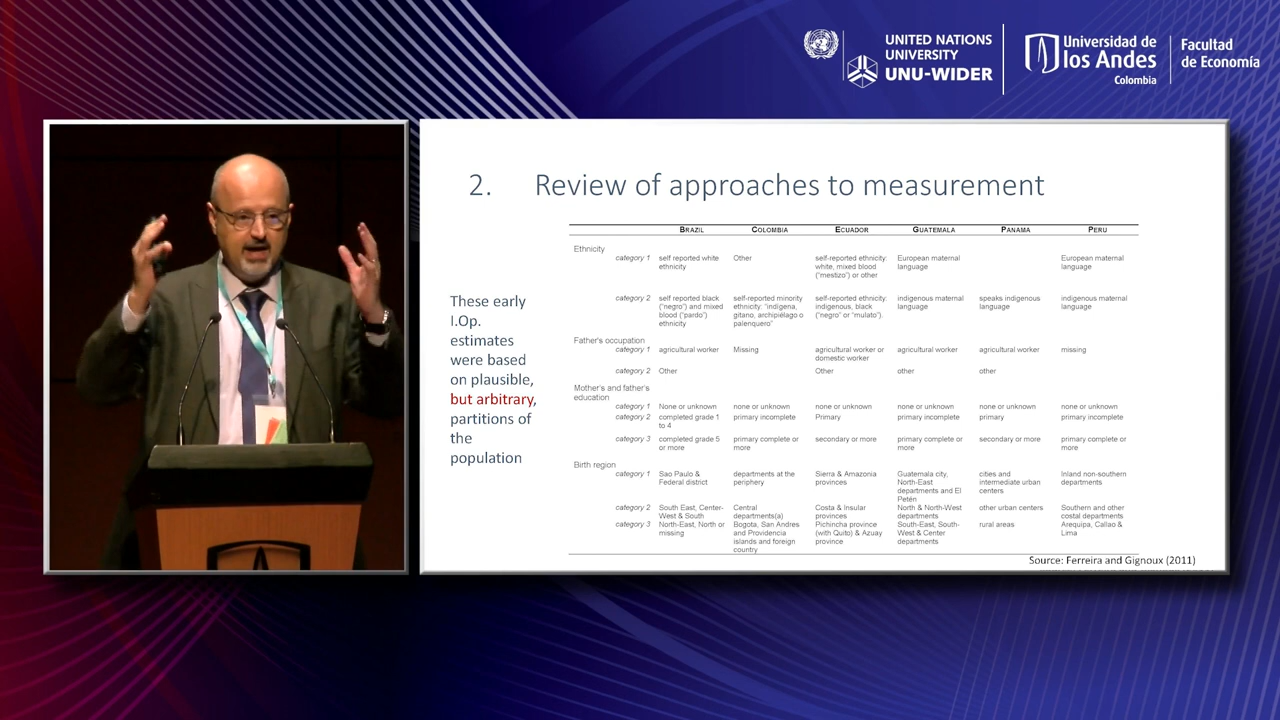 UNITED NATIONS
UNIVERSITY
UNU-WIDER
Universidad de
los Andes
Colombia
Facultad
de Economía
2. Review of approaches to measurement
These early
I.Op.
estimates
were based
on plausible,
but arbitrary,
partitions of
the
population
BRAZIL COLOMBIA ECUADOR GUATEMALA PANAMA PERU
Ethnicity
category 1 self reported white Other self-reported ethnicity: European maternal European maternal
ethnicity white, mixed blood language language
("mestizo") or other
category 2 self reported black self-reported minority self-reported ethnicity: indigenous maternal speaks indigenous indigenous maternal
("negro") and mixed ethnicity: "indigena, indigenous, black language language language
blood ("pardo") gitano, archipiélago o ("negro" or "mulato").
ethnicity palenquero"
Father's occupation
category 1 agricultural worker Missing agricultural worker or agricultural worker agricultural worker missing
domestic worker
category 2 Other Other other other
Mother's and father's
education
category 1 None or unknown none or unknown none or unknown none or unknown none or unknown none or unknown
category 2 completed grade 1 primary incomplete Primary primary incomplete primary primary incomplete
to 4
category 3 completed grade 5 primary complete or secondary or more primary complete or secondary or more primary complete or
or more more more more
Birth region
category 1 Sao Paulo & departments at the Sierra & Amazonia Guatemala city, cities and Inland non-southern
Federal district periphery provinces North-East intermediate urban departments
departments and El centers
Petén
category 2 South East, Center- Central Costa & Insular North & North-West other urban centers Southern and other
West & South departments(a) provinces departments costal departments
category 3 North-East, North or Bogota, San Andres Pichincha province South-East, South- rural areas Arequipa, Callao &
missing and Providencia (with Quito) & Azuay West & Center Lima
islands and foreign province departments
country
Source: Ferreira and Gignoux (2011)